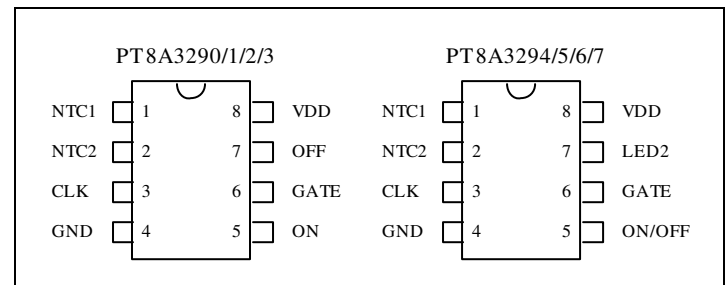 PT8A3290/1/2/3 PT8A3294/5/6/7
NTC1 1 8 VDD NTC1 1 8 VDD
NTC2 2 7 OFF NTC2 2 7 LED2
CLK 3 6 GATE CLK 3 6 GATE
GND 4 5 ON GND 4 5 ON/OFF